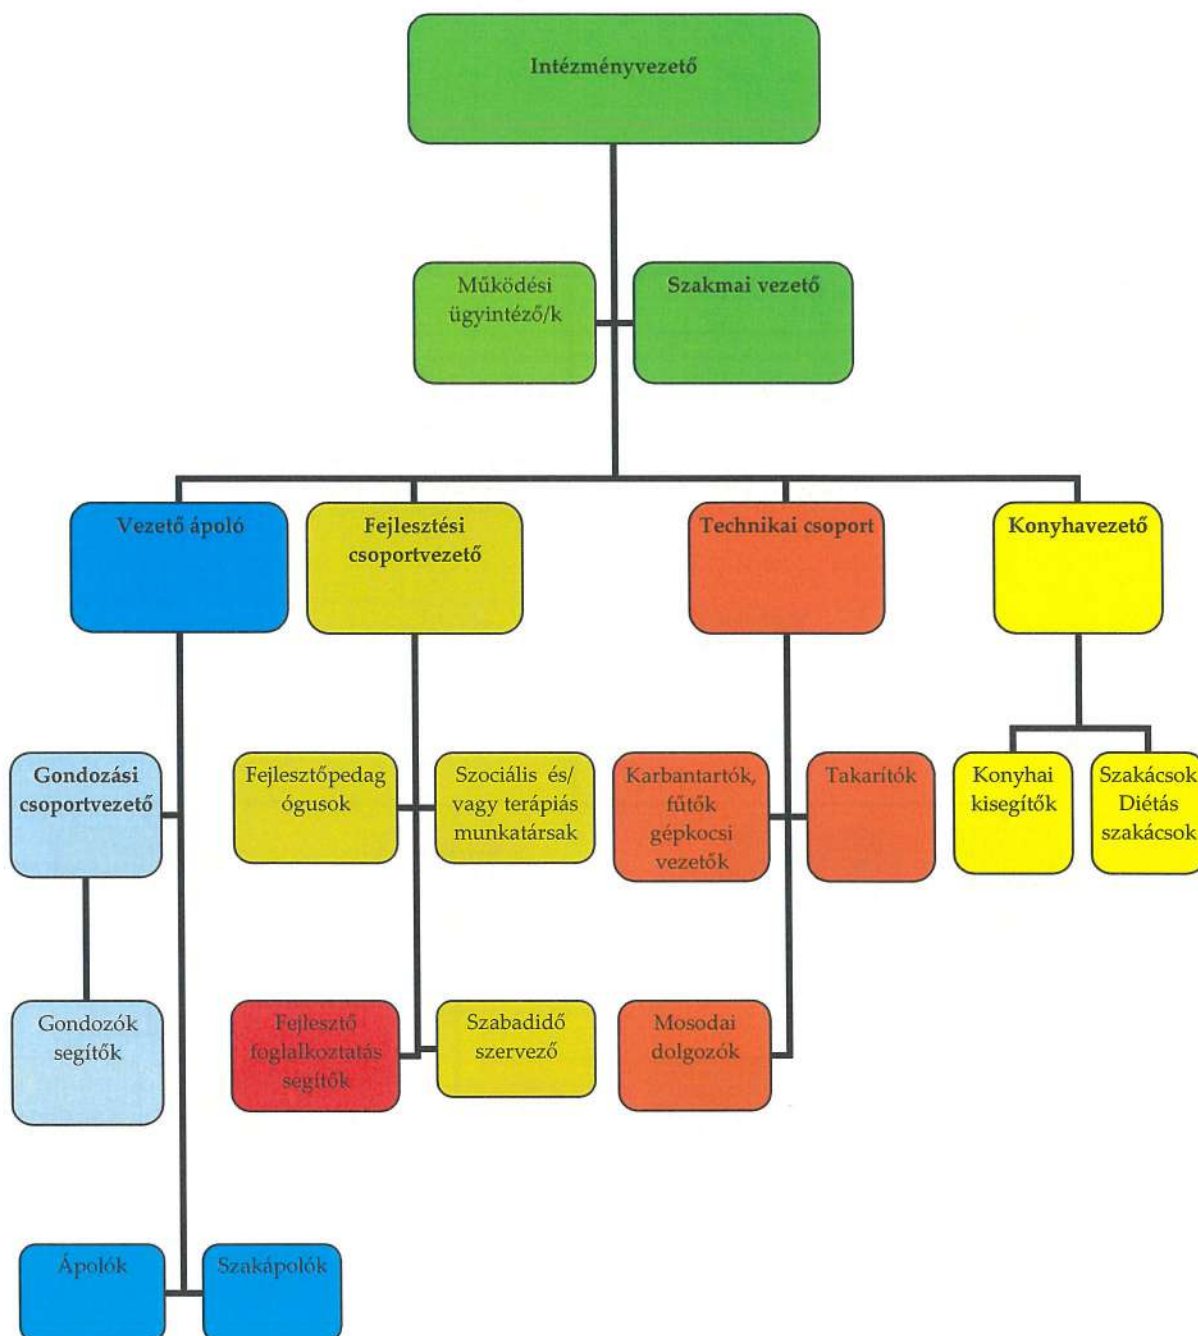 Intézményvezető
Működési
ügyintéző/k
Szakmai vezető
Vezető ápoló
Fejlesztési
csoportvezető
Technikai csoport
Konyhavezető
Gondozási
csoportvezető
Fejlesztőpedag
ógusok
Szociális és/
vagy terápiás
munkatársak
Karbantartók,
fűtők
gépkocsi
vezetők
Takarítók
Konyhai
kisegítők
Szakácsok
Diétás
szakácsok
Gondozók
segítők
Fejlesztő
foglalkoztatás
segítők
Szabadidő
szervező
Mosodai
dolgozók
Ápolók
Szakápolók